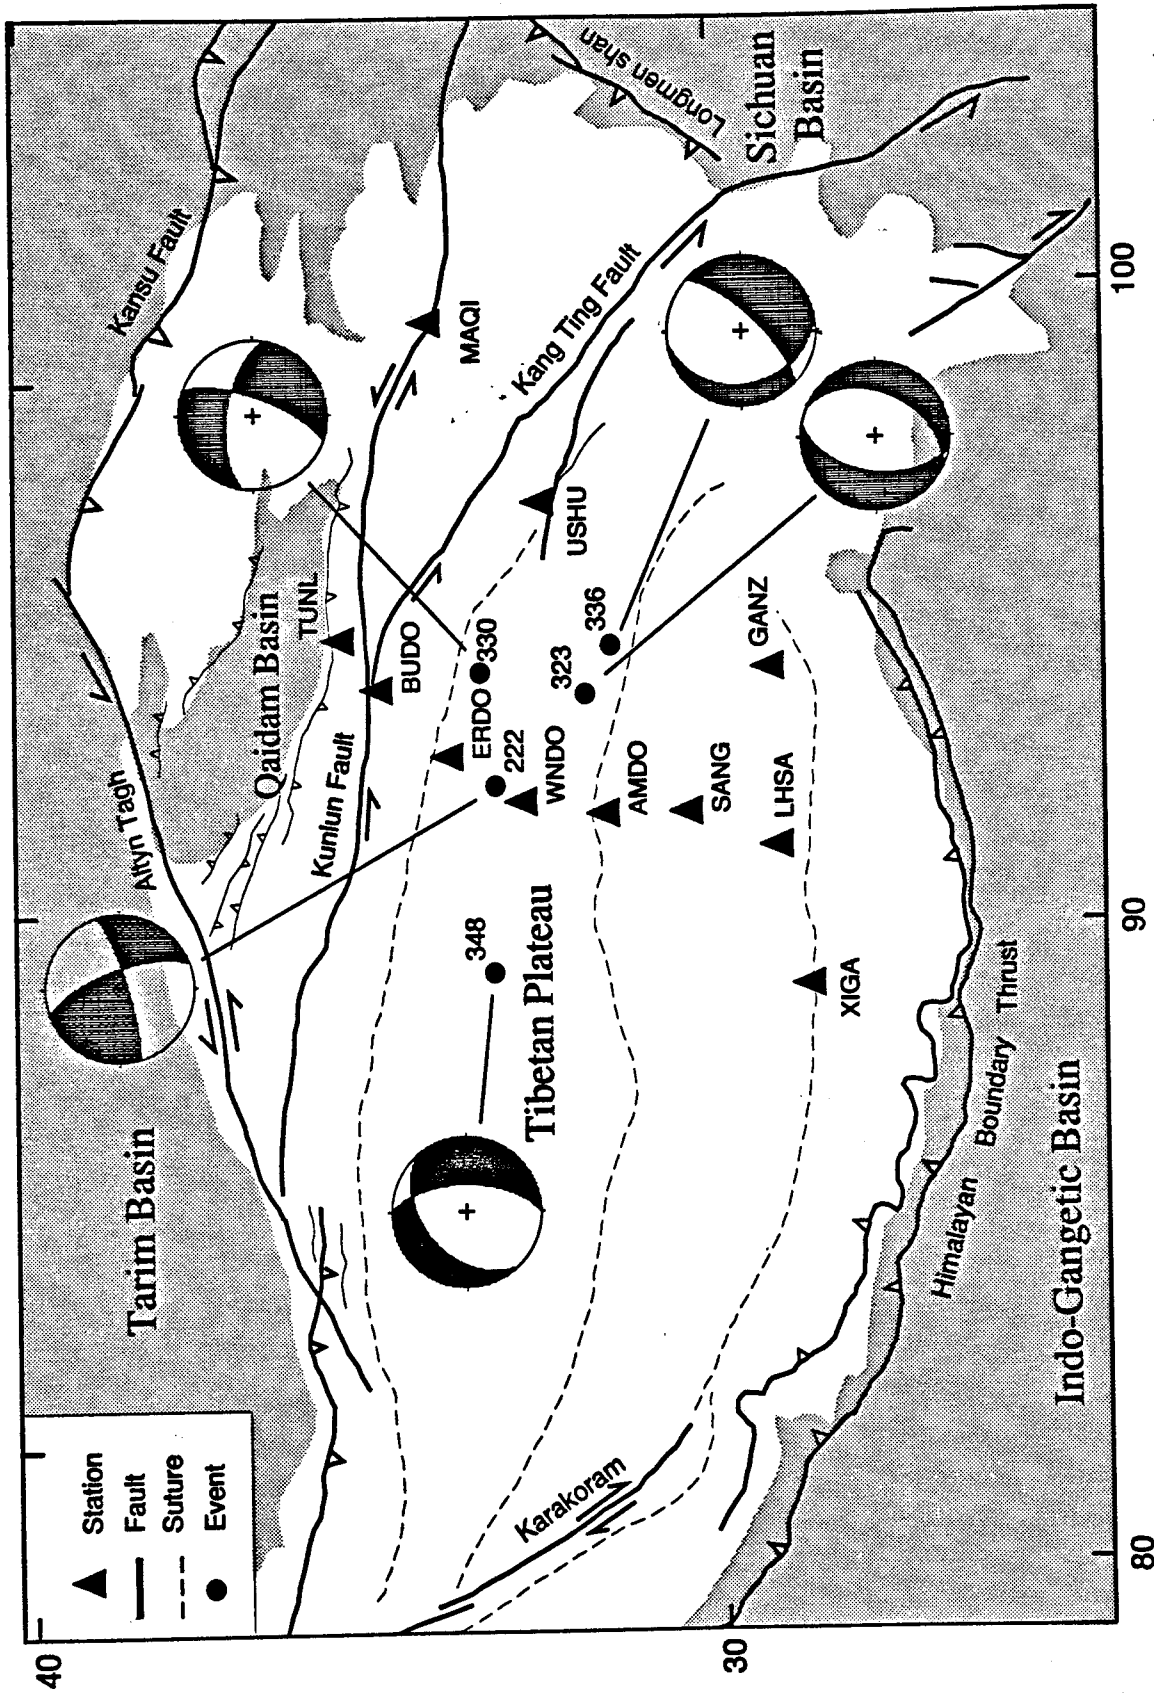 40
30
80
90
100
Station
Fault
Suture
Event
Tarim Basin
Altyn Tagh
Qaidam Basin
Kunlun Fault
Kansu Fault
TUNL
BUDO
MAQI
Kang Ting Fault
Longmen shan
Sichuan
Basin
ERDO
330
222
WNDO
323
336
USHU
348
Tibetan Plateau
AMDO
SANG
LHSA
GANZ
XIGA
Karakoram
Himalayan Boundary Thrust
Indo-Gangetic Basin